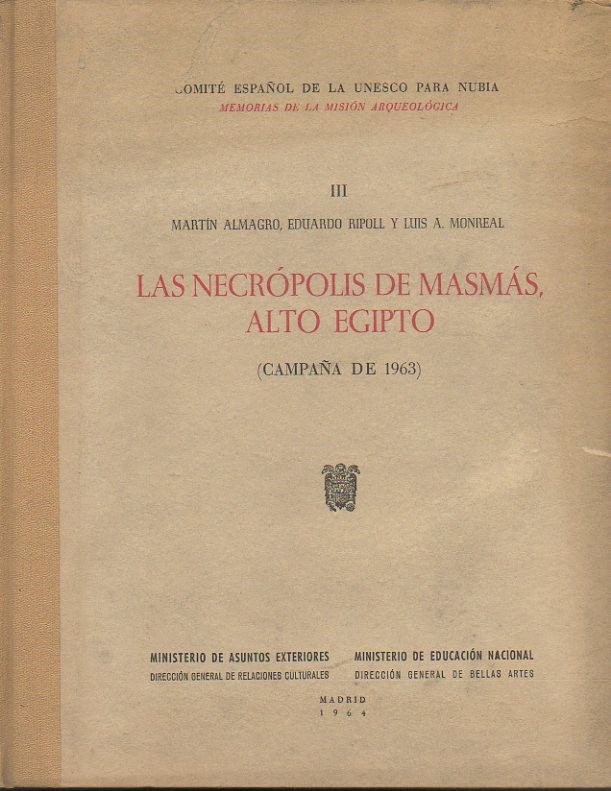 COMITÉ ESPAÑOL DE LA UNESCO PARA NUBIA
MEMORIAS DE LA MISIÓN ARQUEOLÓGICA
III
MARTÍN ALMAGRO, EDUARDO RIPOLL Y LUIS A. MONREAL
LAS NECRÓPOLIS DE MASMÁS,
ALTO EGIPTO
(CAMPAÑA DE 1963)
MINISTERIO DE ASUNTOS EXTERIORES
DIRECCIÓN GENERAL DE RELACIONES CULTURALES
MINISTERIO DE EDUCACIÓN NACIONAL
DIRECCIÓN GENERAL DE BELLAS ARTES
MADRID
1964